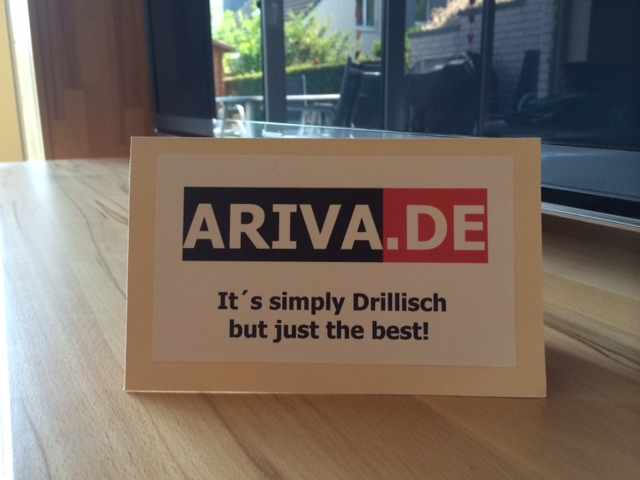 ARIVA.DE
It´s simply Drillisch
but just the best!